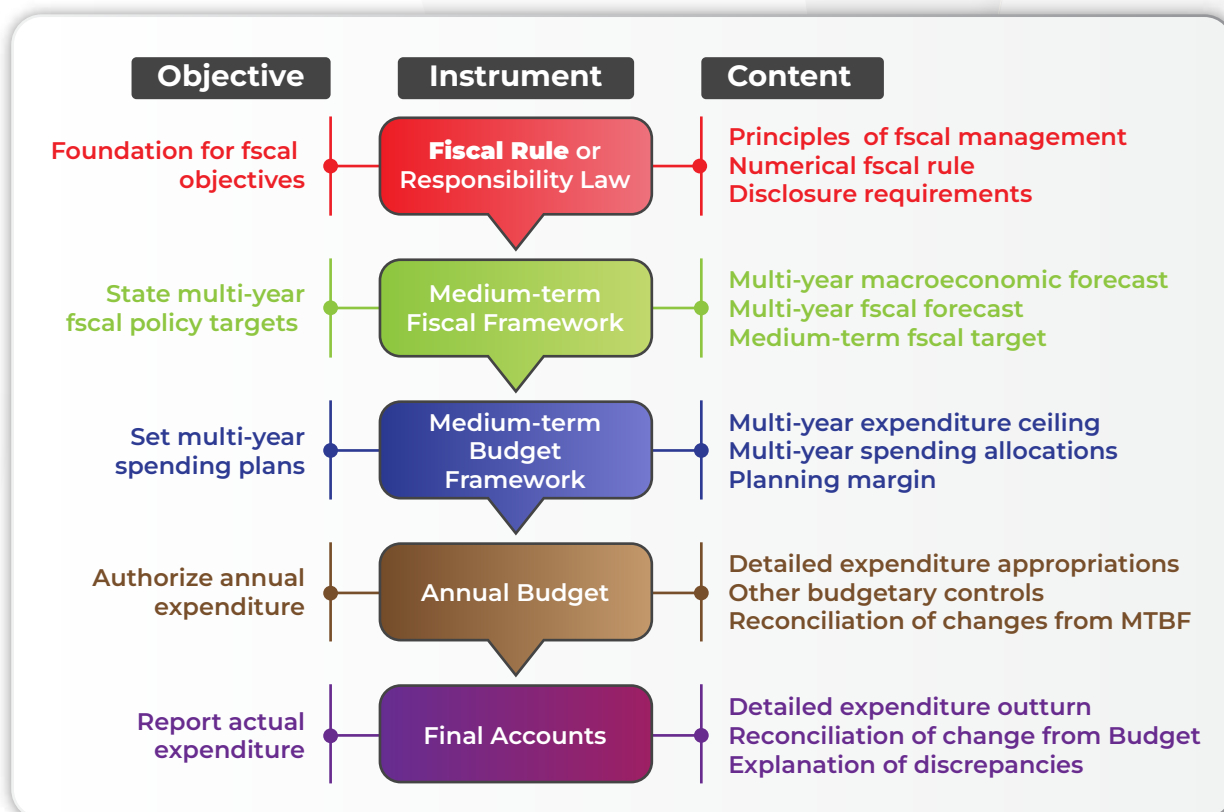 Objective
Instrument
Content
Foundation for fscal
objectives
Fiscal Rule or
Responsibility Law
Principles of fscal management
Numerical fscal rule
Disclosure requirements
State multi-year
fscal policy targets
Medium-term
Fiscal Framework
Multi-year macroeconomic forecast
Multi-year fscal forecast
Medium-term fscal target
Set multi-year
spending plans
Medium-term
Budget
Framework
Multi-year expenditure ceiling
Multi-year spending allocations
Planning margin
Authorize annual
expenditure
Annual Budget
Detailed expenditure appropriations
Other budgetary controls
Reconciliation of changes from MTBF
Report actual
expenditure
Final Accounts
Detailed expenditure outturn
Reconciliation of change from Budget
Explanation of discrepancies